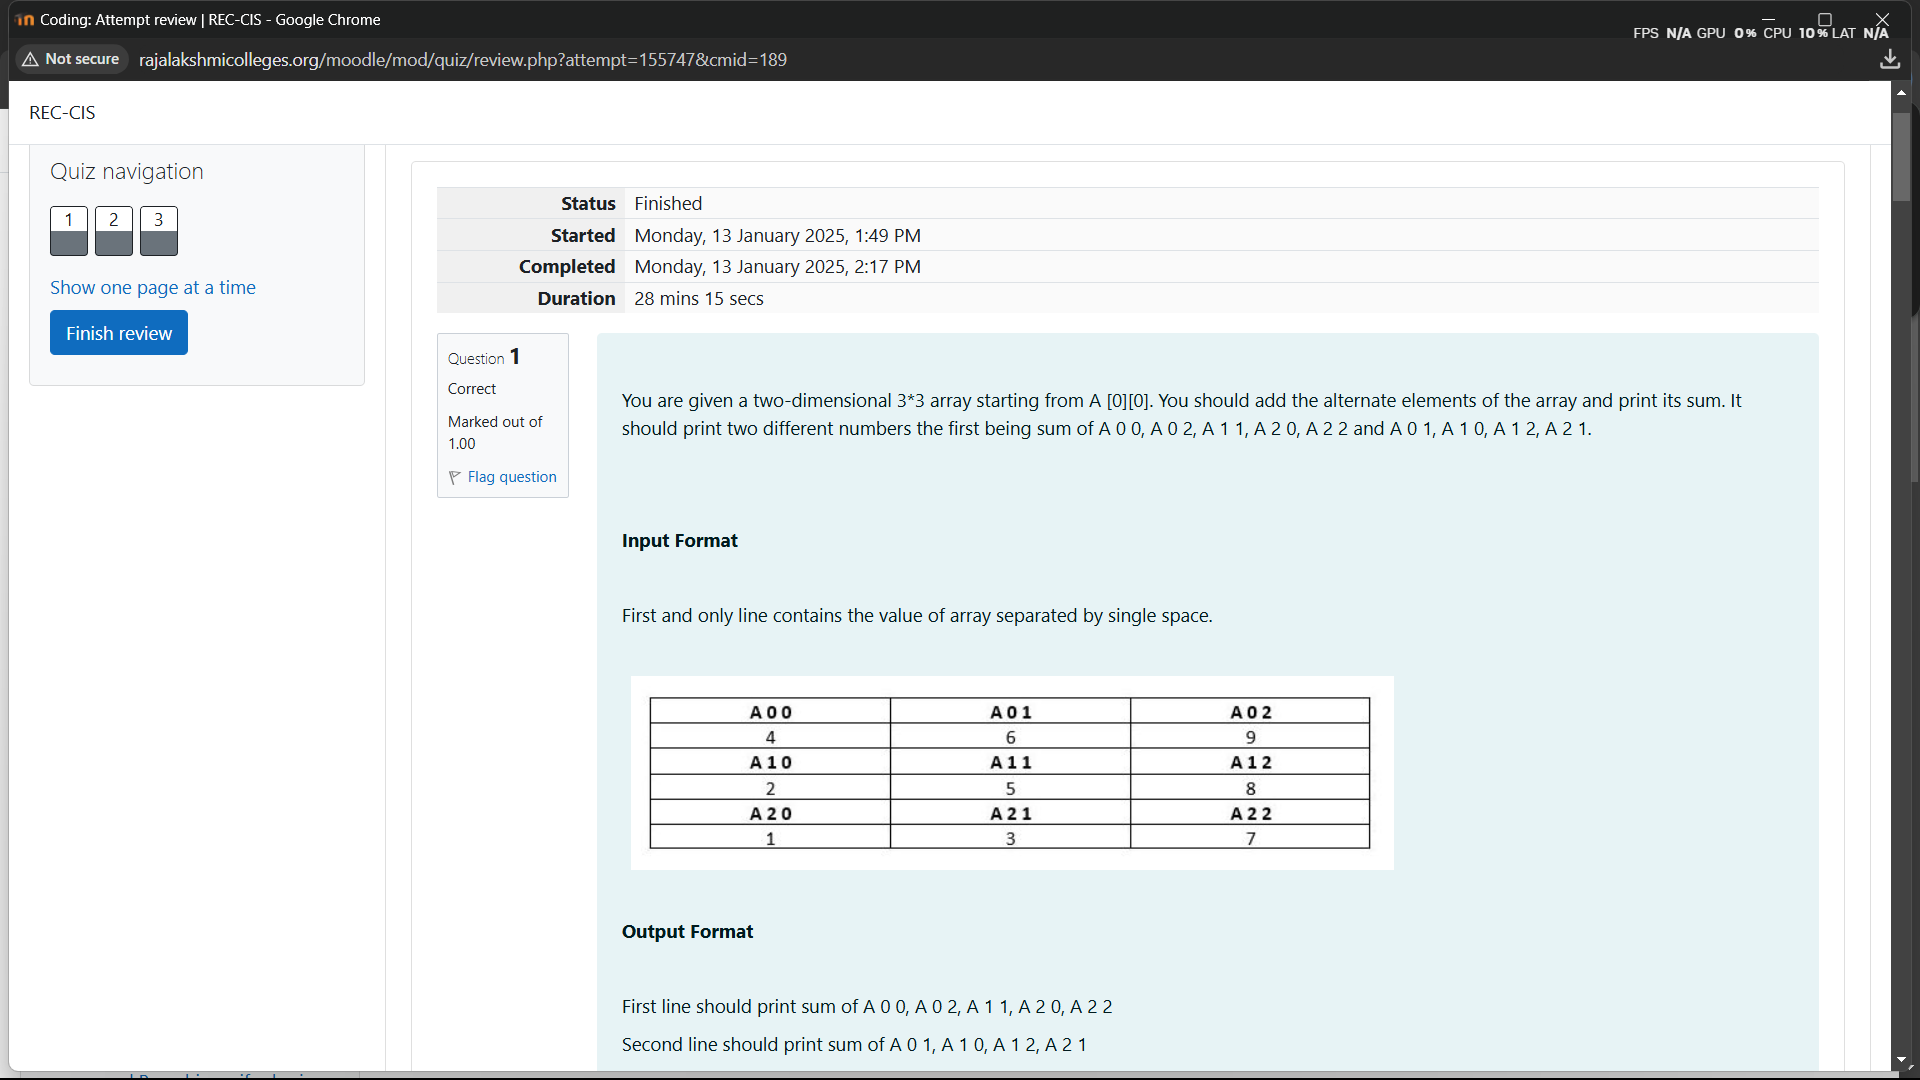 Coding: Attempt review | REC-CIS - Google Chrome
FPS N/A GPU 0% CPU 10% LAT N/A
Not secure rajalakshmicolleges.org/moodle/mod/quiz/review.php?attempt=155747&cmid=189
REC-CIS
Quiz navigation
1 2 3
Show one page at a time
Finish review
Status Finished
Started Monday, 13 January 2025, 1:49 PM
Completed Monday, 13 January 2025, 2:17 PM
Duration 28 mins 15 secs
Question 1
Correct
Marked out of
1.00
Flag question
You are given a two-dimensional 3*3 array starting from A [0][0]. You should add the alternate elements of the array and print its sum. It
should print two different numbers the first being sum of A 0 0, A 0 2, A 1 1, A 2 0, A 2 2 and A 0 1, A 1 0, A 1 2, A 2 1.
Input Format
First and only line contains the value of array separated by single space.
A 0 0 A 0 1 A 0 2
4 6 9
A 1 0 A 1 1 A 1 2
2 5 8
A 2 0 A 2 1 A 2 2
1 3 7
Output Format
First line should print sum of A 0 0, A 0 2, A 1 1, A 2 0, A 2 2
Second line should print sum of A 0 1, A 1 0, A 1 2, A 2 1